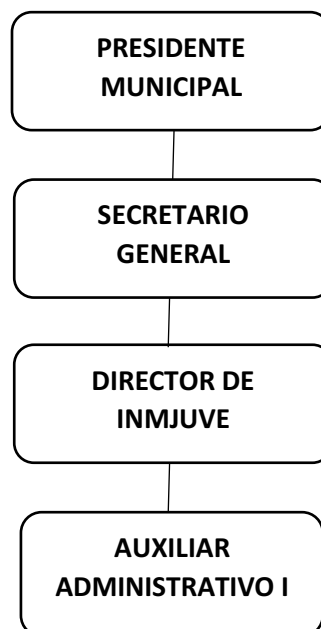 PRESIDENTE
MUNICIPAL
SECRETARIO
GENERAL
DIRECTOR DE
INMJUVE
AUXILIAR
ADMINISTRATIVO I